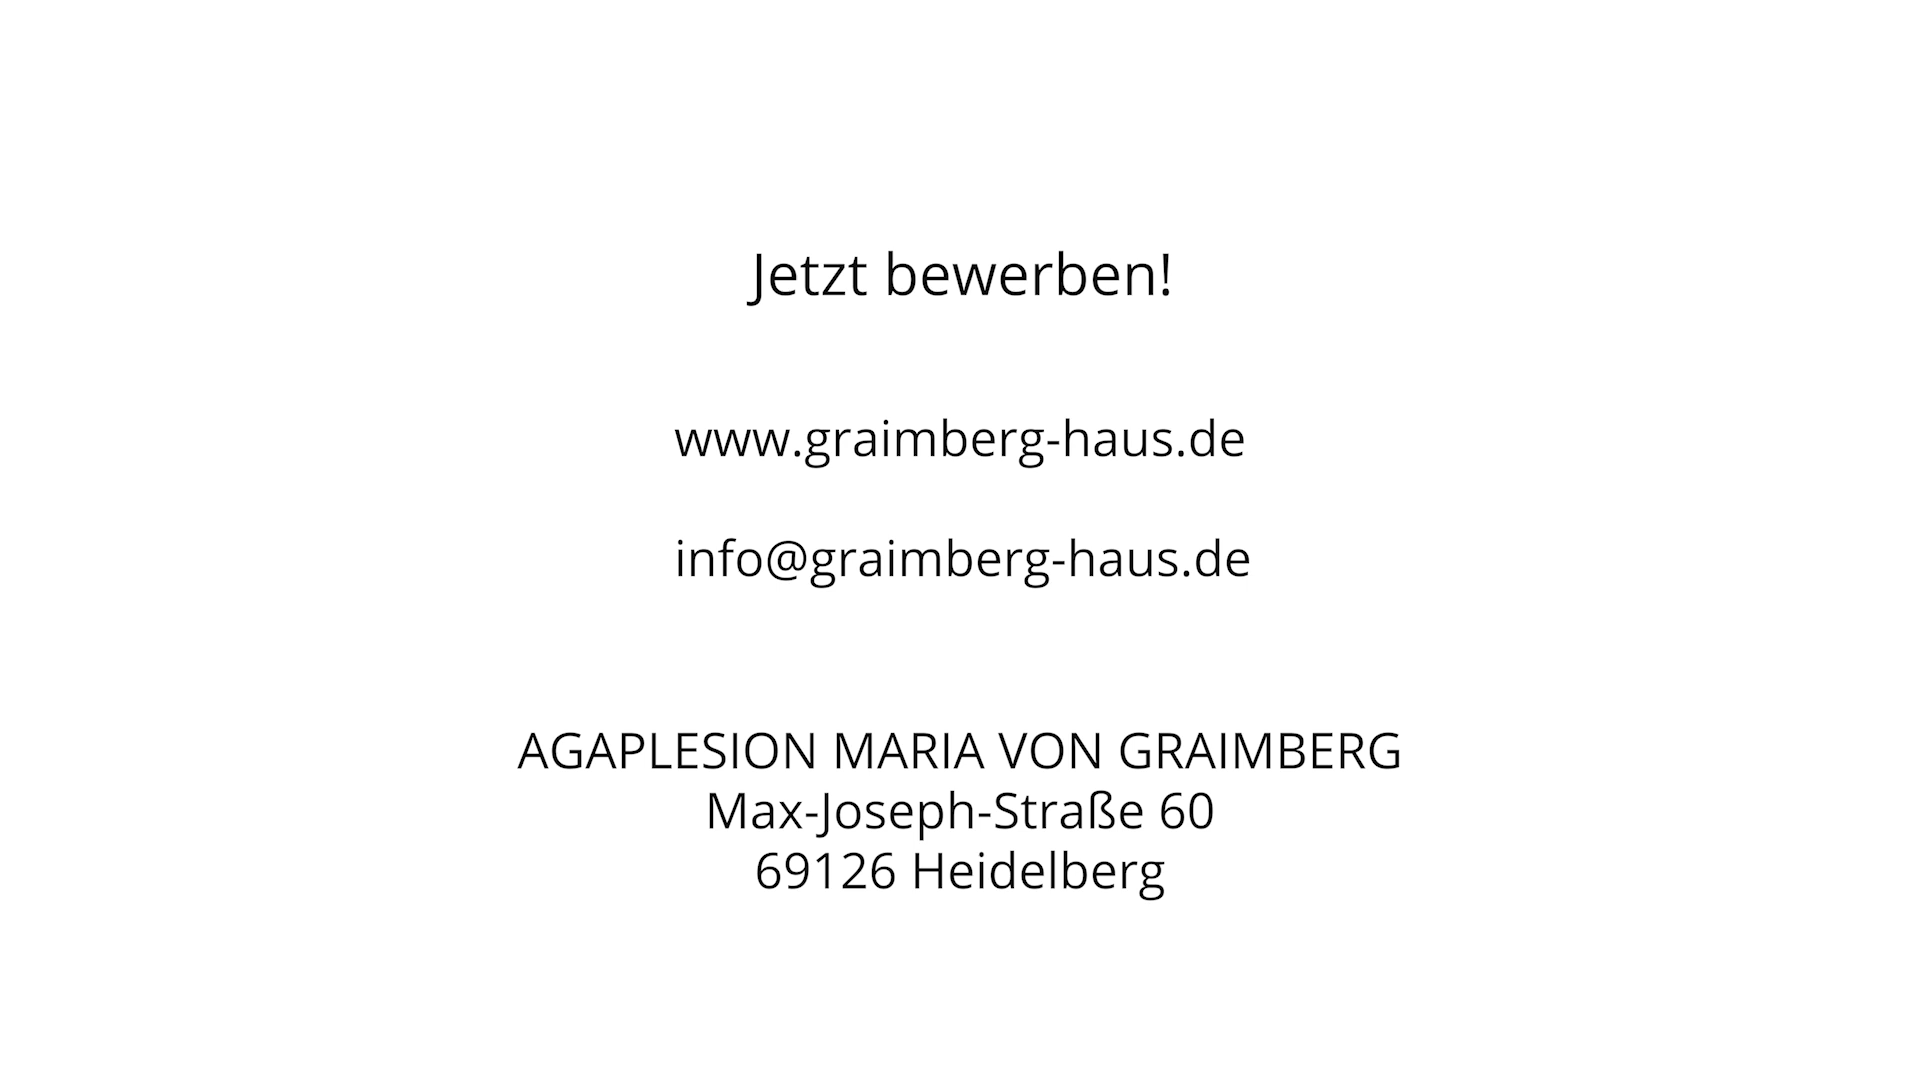 Jetzt bewerben!
www.graimberg-haus.de
info@graimberg-haus.de
AGAPLESION MARIA VON GRAIMBERG
Max-Joseph-Straße 60
69126 Heidelberg